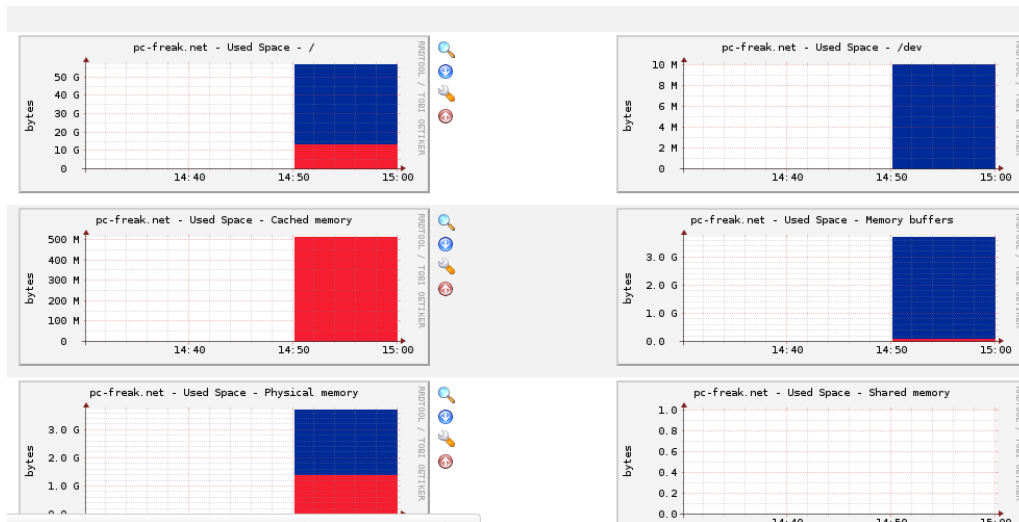 pc-freak.net - Used Space - /
RRDTOOL / TOBI OETIKER
bytes
50 G
40 G
30 G
20 G
10 G
0
14:40 14:50 15:00
pc-freak.net - Used Space - /dev
bytes
10 M
8 M
6 M
4 M
2 M
0
14:40 14:50 15:00
pc-freak.net - Used Space - Cached memory
RRDTOOL / TOBI OETIKER
bytes
500 M
400 M
300 M
200 M
100 M
0
14:40 14:50 15:00
pc-freak.net - Used Space - Memory buffers
bytes
3.0 G
2.0 G
1.0 G
0.0
14:40 14:50 15:00
pc-freak.net - Used Space - Physical memory
RRDTOOL / TOBI OETIKER
bytes
3.0 G
2.0 G
1.0 G
0.0
pc-freak.net - Used Space - Shared memory
bytes
1.0
0.8
0.6
0.4
0.2
0.0
14:40 14:50 15:00